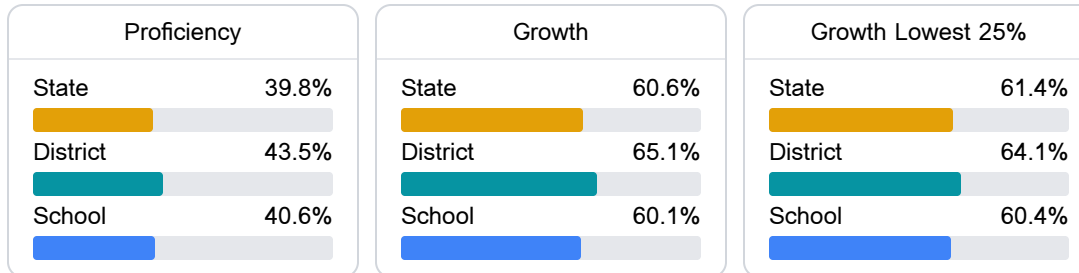 Proficiency
State 39.8%
District 43.5%
School 40.6%
Growth
State 60.6%
District 65.1%
School 60.1%
Growth Lowest 25%
State 61.4%
District 64.1%
School 60.4%